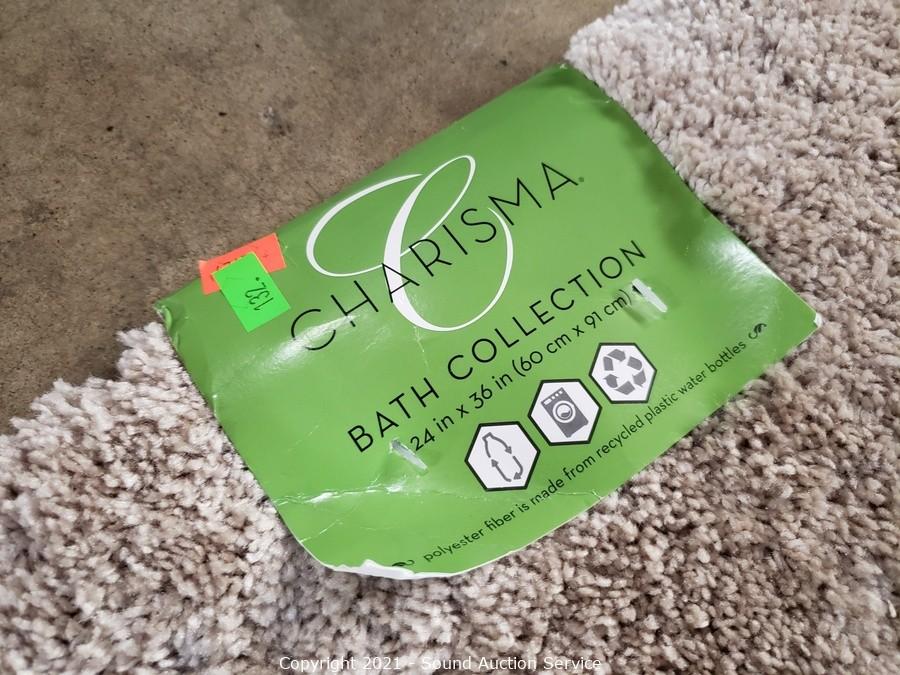 C
CHARISMA®
BATH COLLECTION
24 in x 36 in (60 cm x 91 cm)
polyester fiber is made from recycled plastic water bottles
132
Copyright 2021 - Sound Auction Service